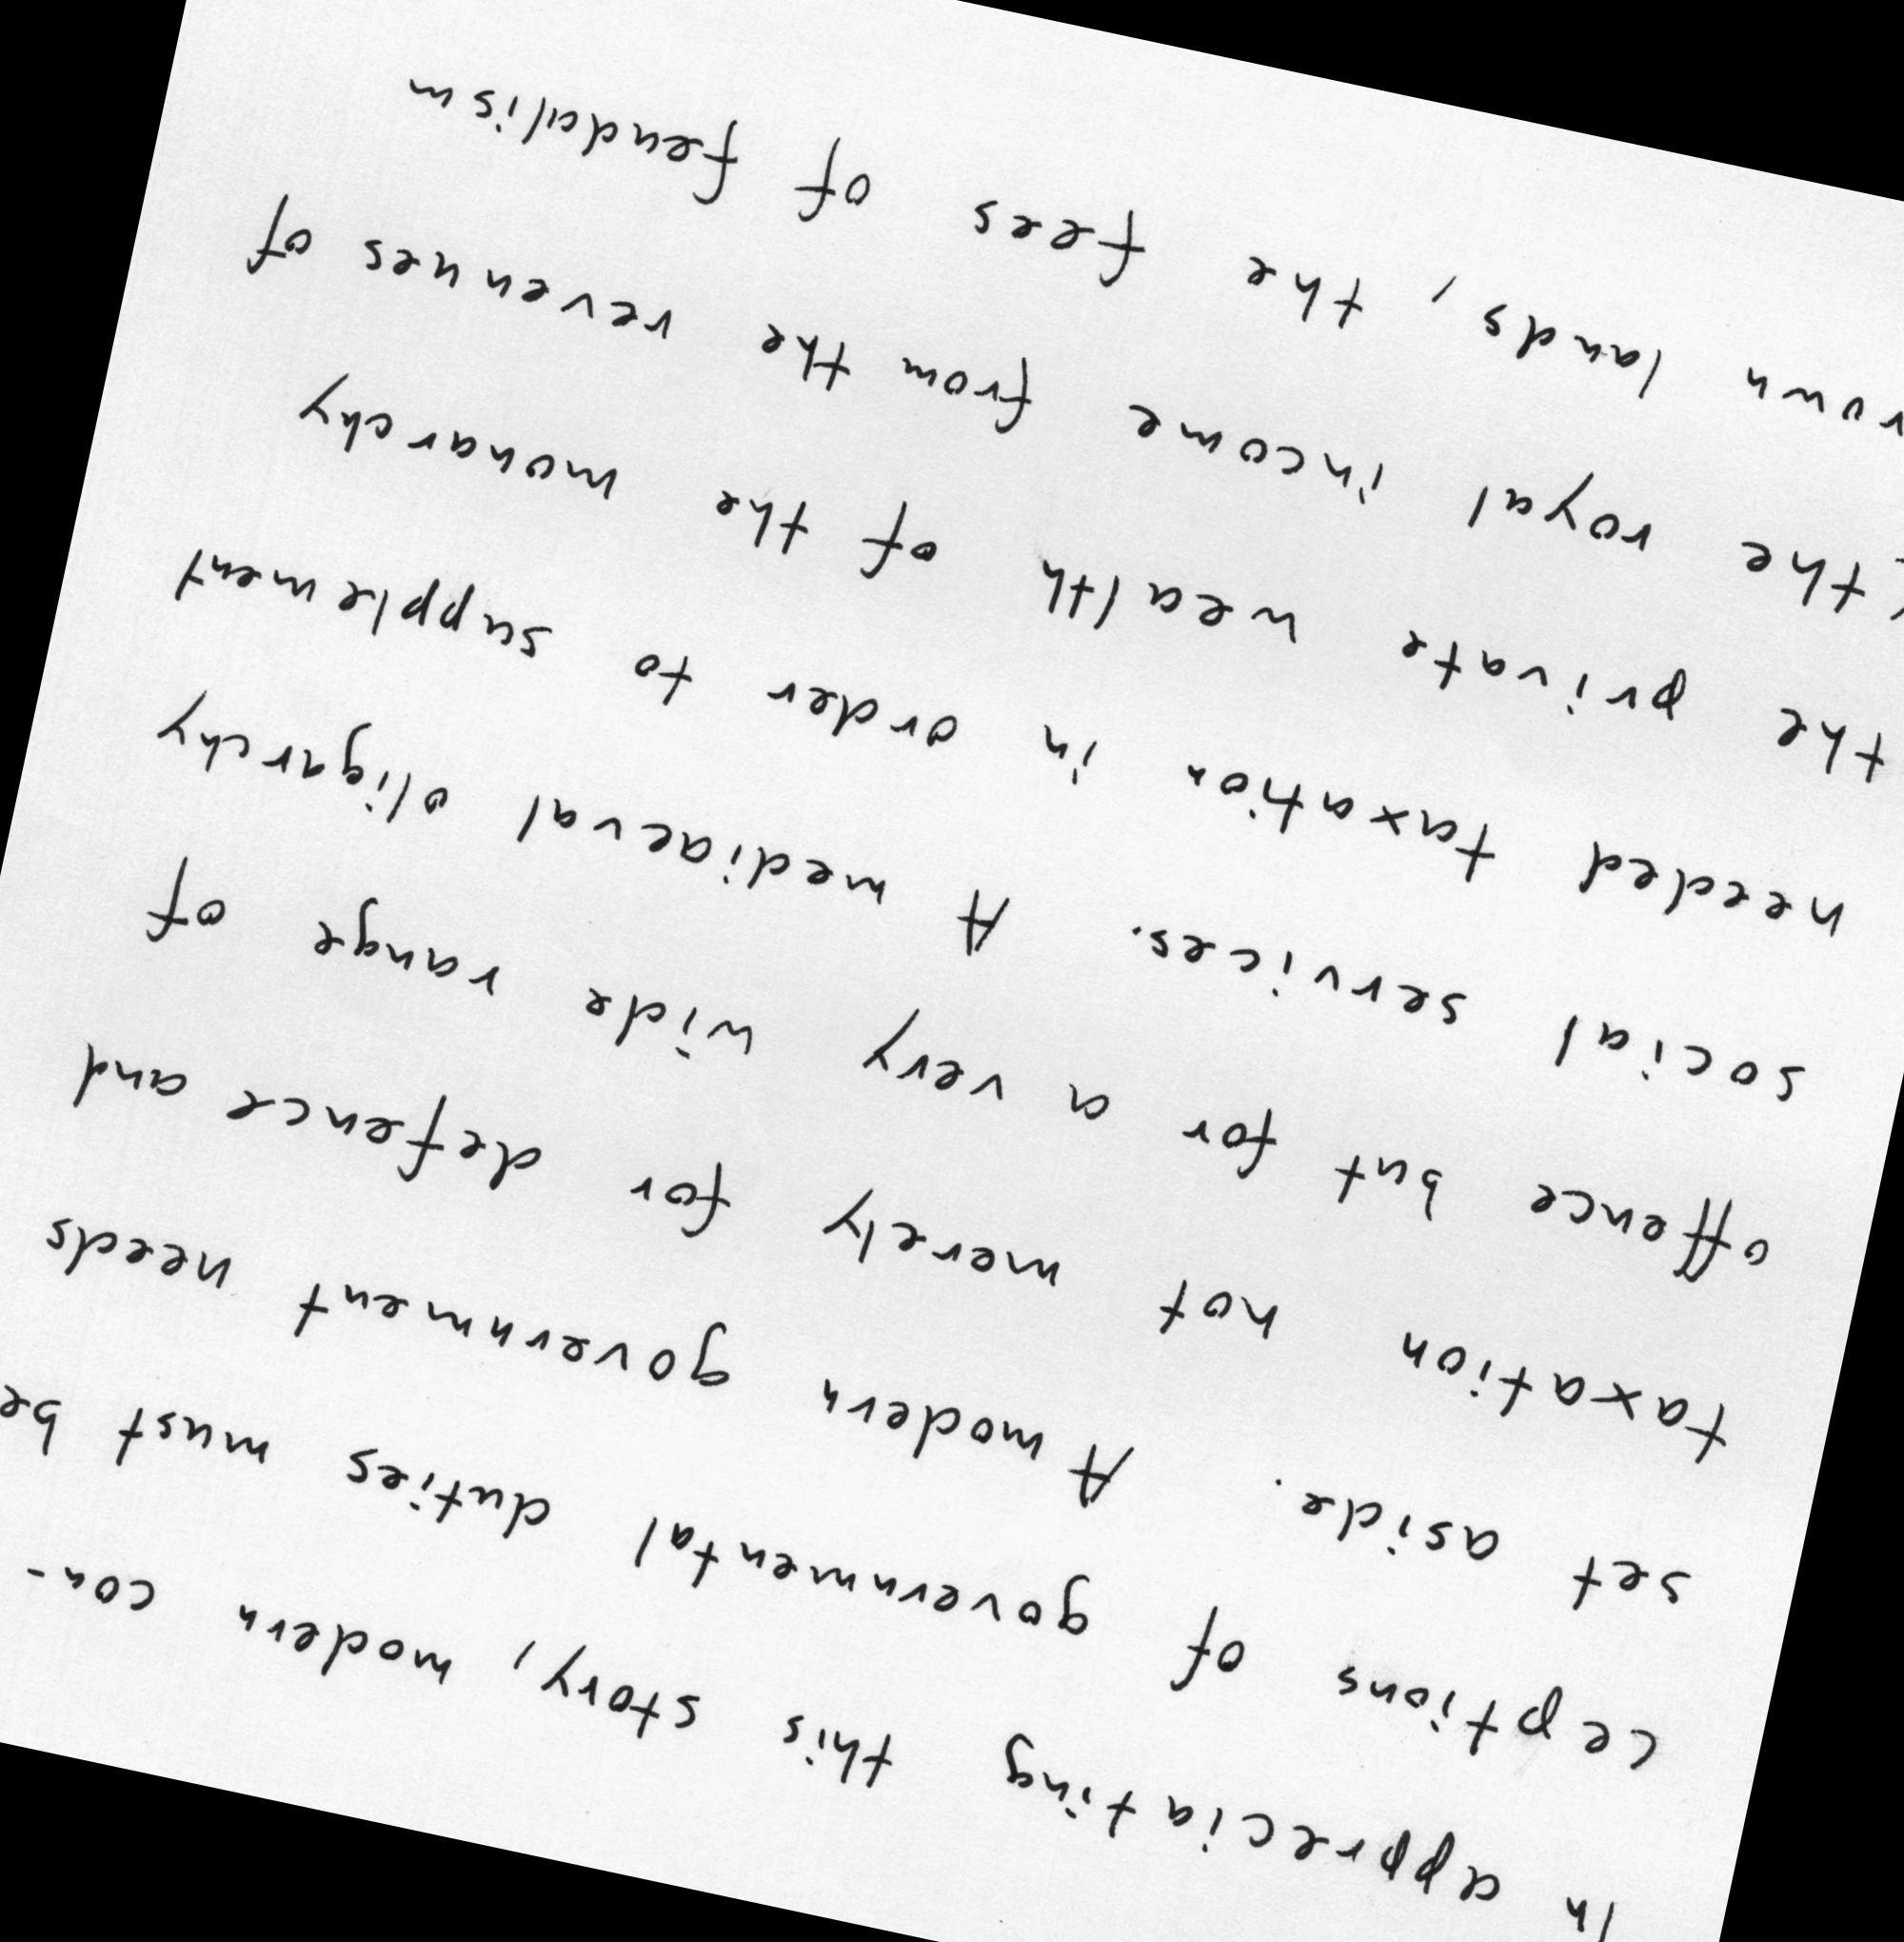 In appreciating this story, modern con-
ceptions of governmental duties must be
set aside. A modern government needs
taxation not merely for defence and
offence but for a very wide range of
social services. A mediaeval oligarchy
needed taxation in order to supplement
the private wealth of the monarchy
the royal income from the revenues of
lands, the fees of feudalism